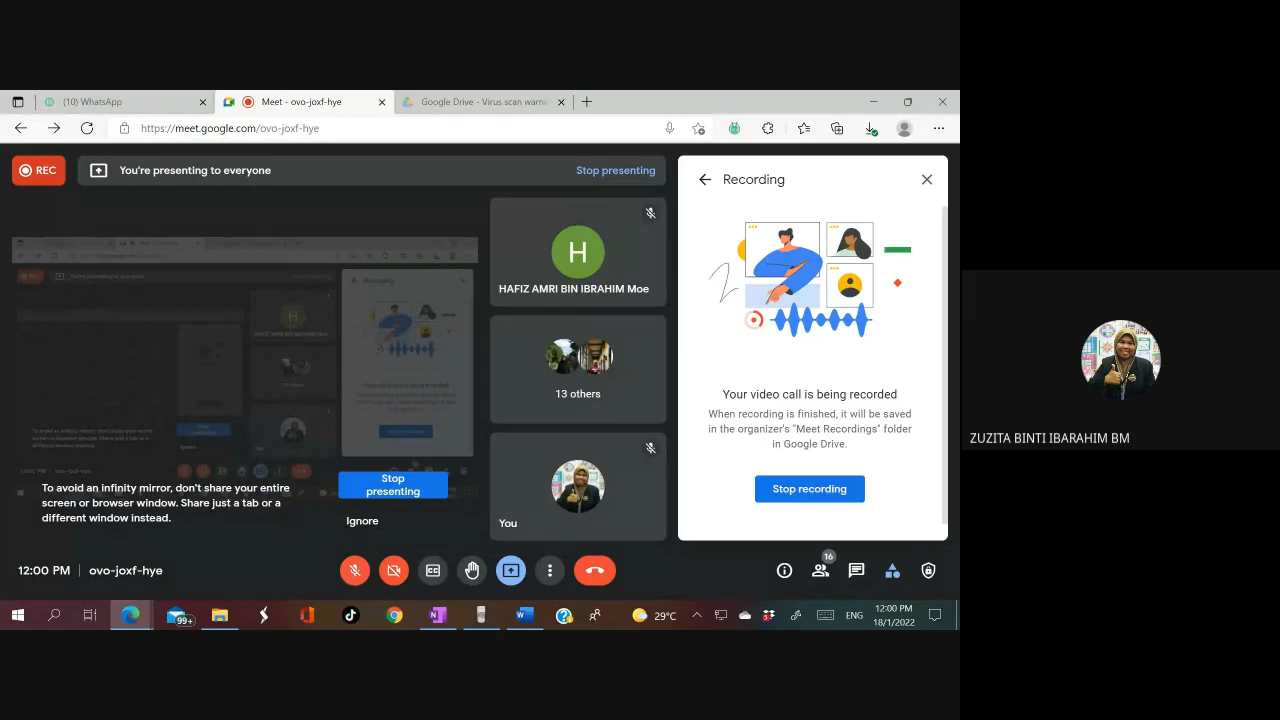 (10) WhatsApp
Meet - ovo-joxf-hye
Google Drive - Virus scan warni
https://meet.google.com/ovo-joxf-hye
REC
You're presenting to everyone
Stop presenting
Recording
HAFIZ AMRI BIN IBRAHIM Moe
13 others
You
Your video call is being recorded
When recording is finished, it will be saved
in the organizer's "Meet Recordings" folder
in Google Drive.
Stop recording
To avoid an infinity mirror, don't share your entire
screen or browser window. Share just a tab or a
different window instead.
Stop
presenting
Ignore
12:00 PM
ovo-joxf-hye
CC
16
99+
29°C
5
ENG
12:00 PM
18/1/2022
ZUZITA BINTI IBARAHIM BM